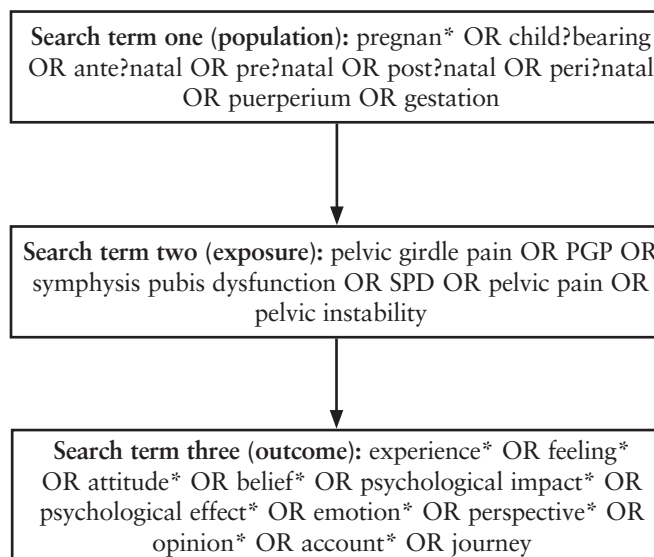 Search term one (population): pregnan* OR child?bearing
OR ante?natal OR pre?natal OR post?natal OR peri?natal
OR puerperium OR gestation
Search term two (exposure): pelvic girdle pain OR PGP OR
symphysis pubis dysfunction OR SPD OR pelvic pain OR
pelvic instability
Search term three (outcome): experience* OR feeling*
OR attitude* OR belief* OR psychological impact* OR
psychological effect* OR emotion* OR perspective* OR
opinion* OR account* OR journey